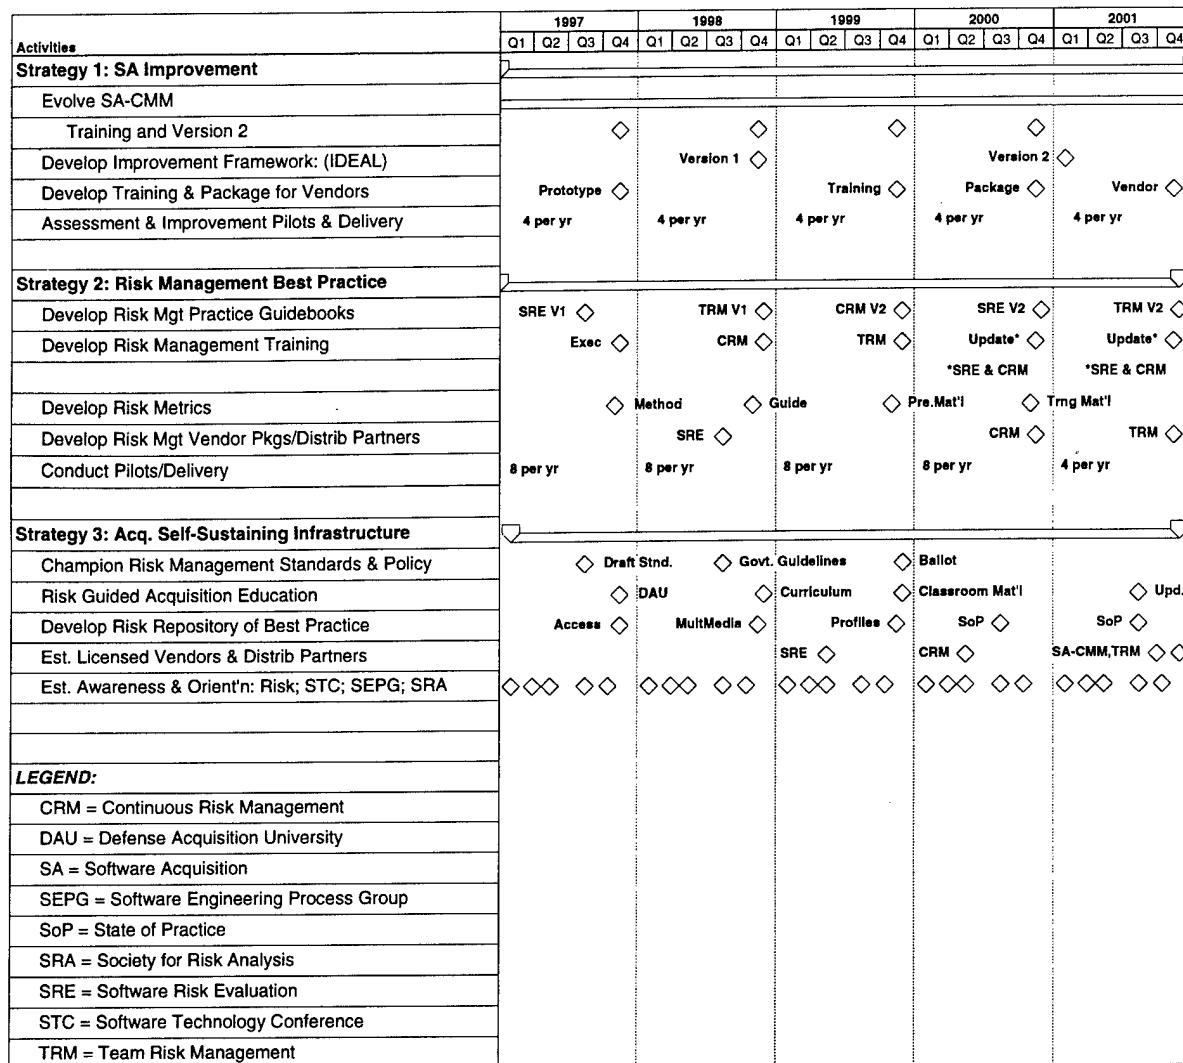 1997 1998 1999 2000 2001
Activities Q1 Q2 Q3 Q4 Q1 Q2 Q3 Q4 Q1 Q2 Q3 Q4 Q1 Q2 Q3 Q4 Q1 Q2 Q3 Q4
Strategy 1: SA Improvement
Evolve SA-CMM
Training and Version 2
Develop Improvement Framework: (IDEAL) Version 1 Version 2
Develop Training & Package for Vendors Prototype Training Package Vendor
Assessment & Improvement Pilots & Delivery 4 per yr 4 per yr 4 per yr 4 per yr 4 per yr
Strategy 2: Risk Management Best Practice
Develop Risk Mgt Practice Guidebooks SRE V1 TRM V1 CRM V2 SRE V2 TRM V2
Develop Risk Management Training Exec CRM TRM Update* Update*
*SRE & CRM *SRE & CRM
Develop Risk Metrics Method Guide Pre.Mat'l Trng Mat'l
Develop Risk Mgt Vendor Pkgs/Distrib Partners SRE CRM TRM
Conduct Pilots/Delivery 8 per yr 8 per yr 8 per yr 8 per yr 4 per yr
Strategy 3: Acq. Self-Sustaining Infrastructure
Champion Risk Management Standards & Policy Draft Stnd. Govt. Guidelines Ballot
Risk Guided Acquisition Education DAU Curriculum Classroom Mat'l Upd.
Develop Risk Repository of Best Practice Access MultMedia Profiles SoP SoP
Est. Licensed Vendors & Distrib Partners SRE CRM SA-CMM,TRM
Est. Awareness & Orient'n: Risk; STC; SEPG; SRA
LEGEND:
CRM = Continuous Risk Management
DAU = Defense Acquisition University
SA = Software Acquisition
SEPG = Software Engineering Process Group
SoP = State of Practice
SRA = Society for Risk Analysis
SRE = Software Risk Evaluation
STC = Software Technology Conference
TRM = Team Risk Management